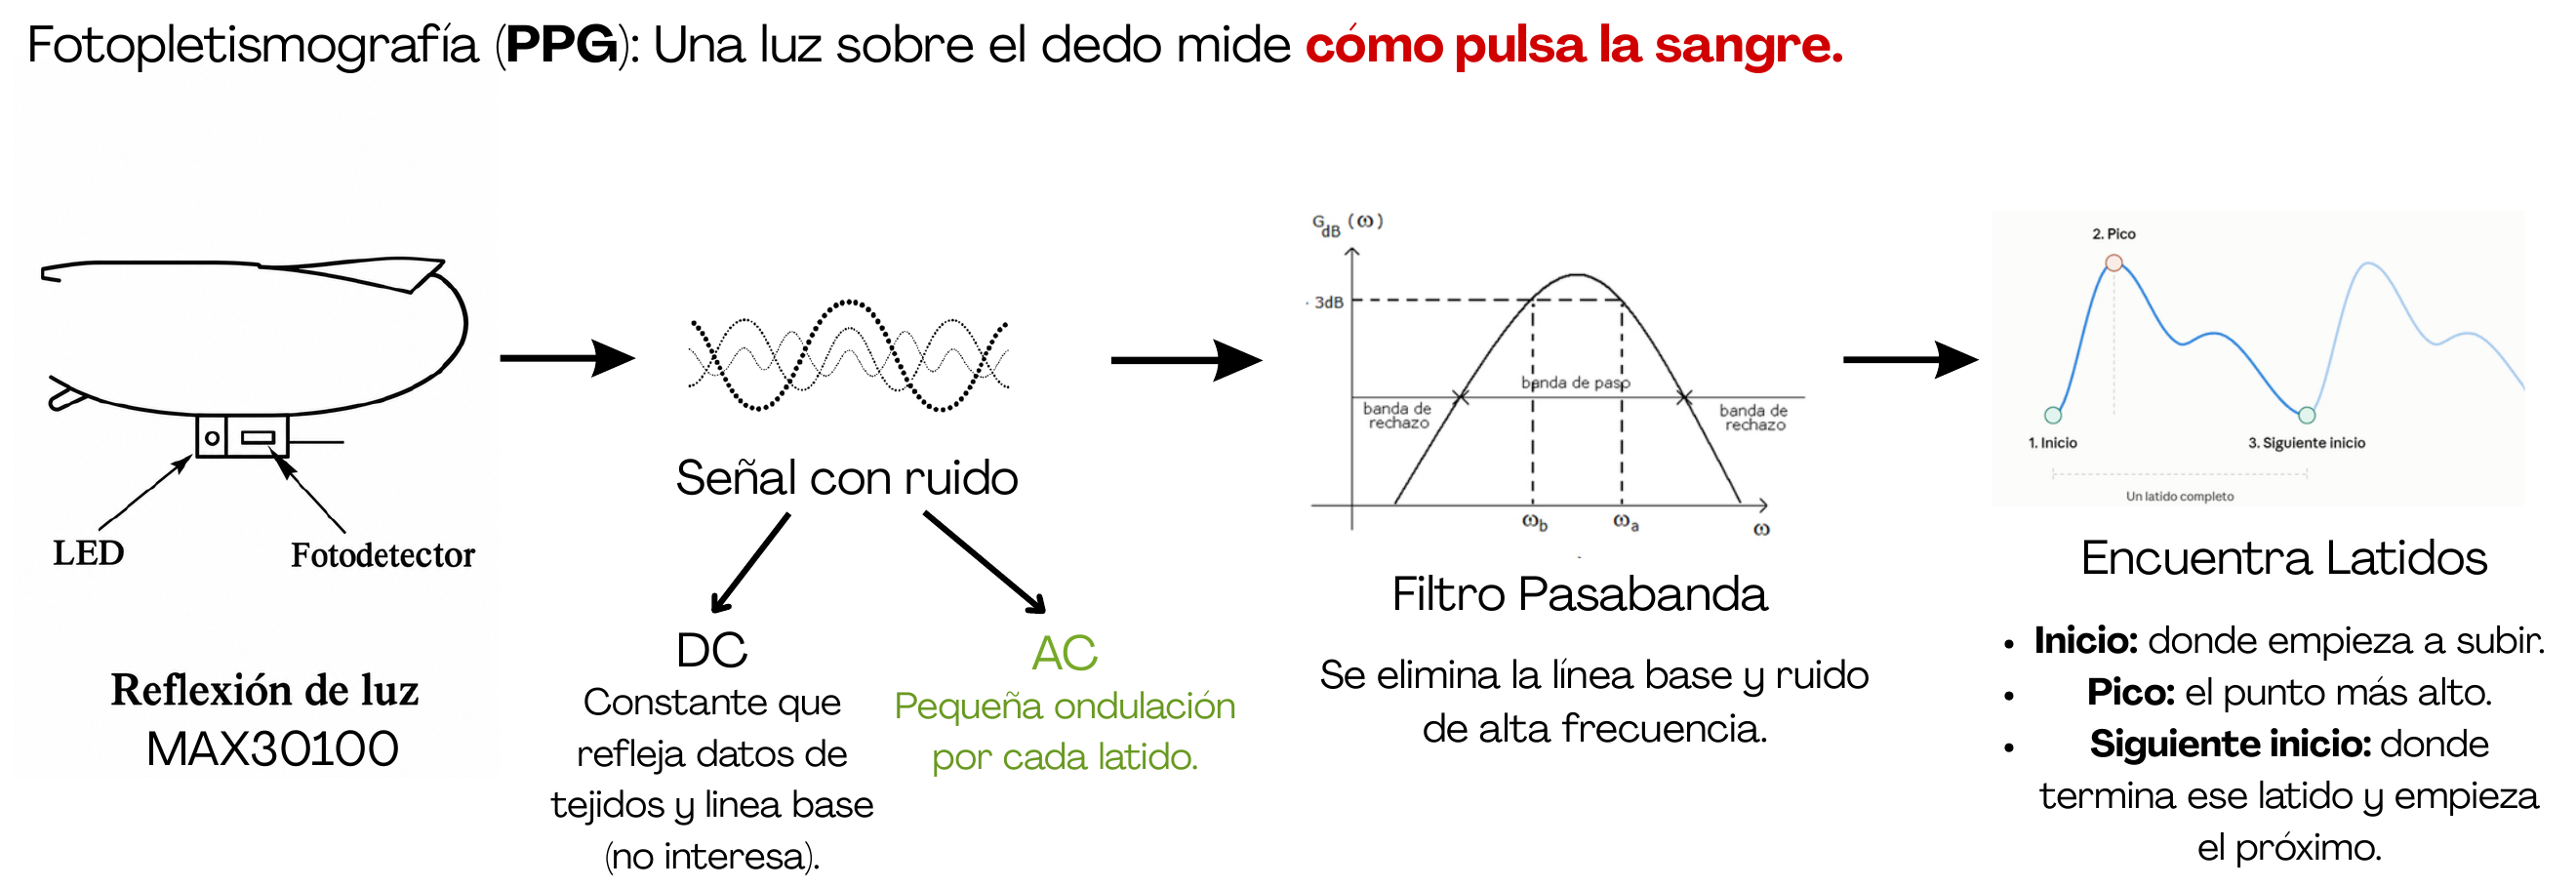 Fotopletismografía (PPG): Una luz sobre el dedo mide cómo pulsa la sangre.
LED
Fotodetector
Reflexión de luz
MAX30100
Señal con ruido
DC
Constante que
refleja datos de
tejidos y linea base
(no interesa).
AC
Pequeña ondulación
por cada latido.
G dB (ω)
· 3dB
banda de paso
banda de
rechazo
banda de
rechazo
ωb
ωa
ω
Filtro Pasabanda
Se elimina la línea base y ruido
de alta frecuencia.
2. Pico
1. Inicio
3. Siguiente inicio
Un latido completo
Encuentra Latidos
• Inicio: donde empieza a subir.
• Pico: el punto más alto.
• Siguiente inicio: donde
termina ese latido y empieza
el próximo.